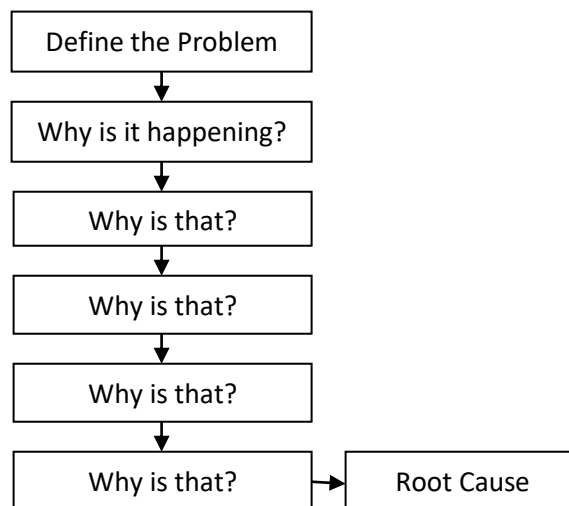 Define the Problem
Why is it happening?
Why is that?
Why is that?
Why is that?
Why is that?
Root Cause